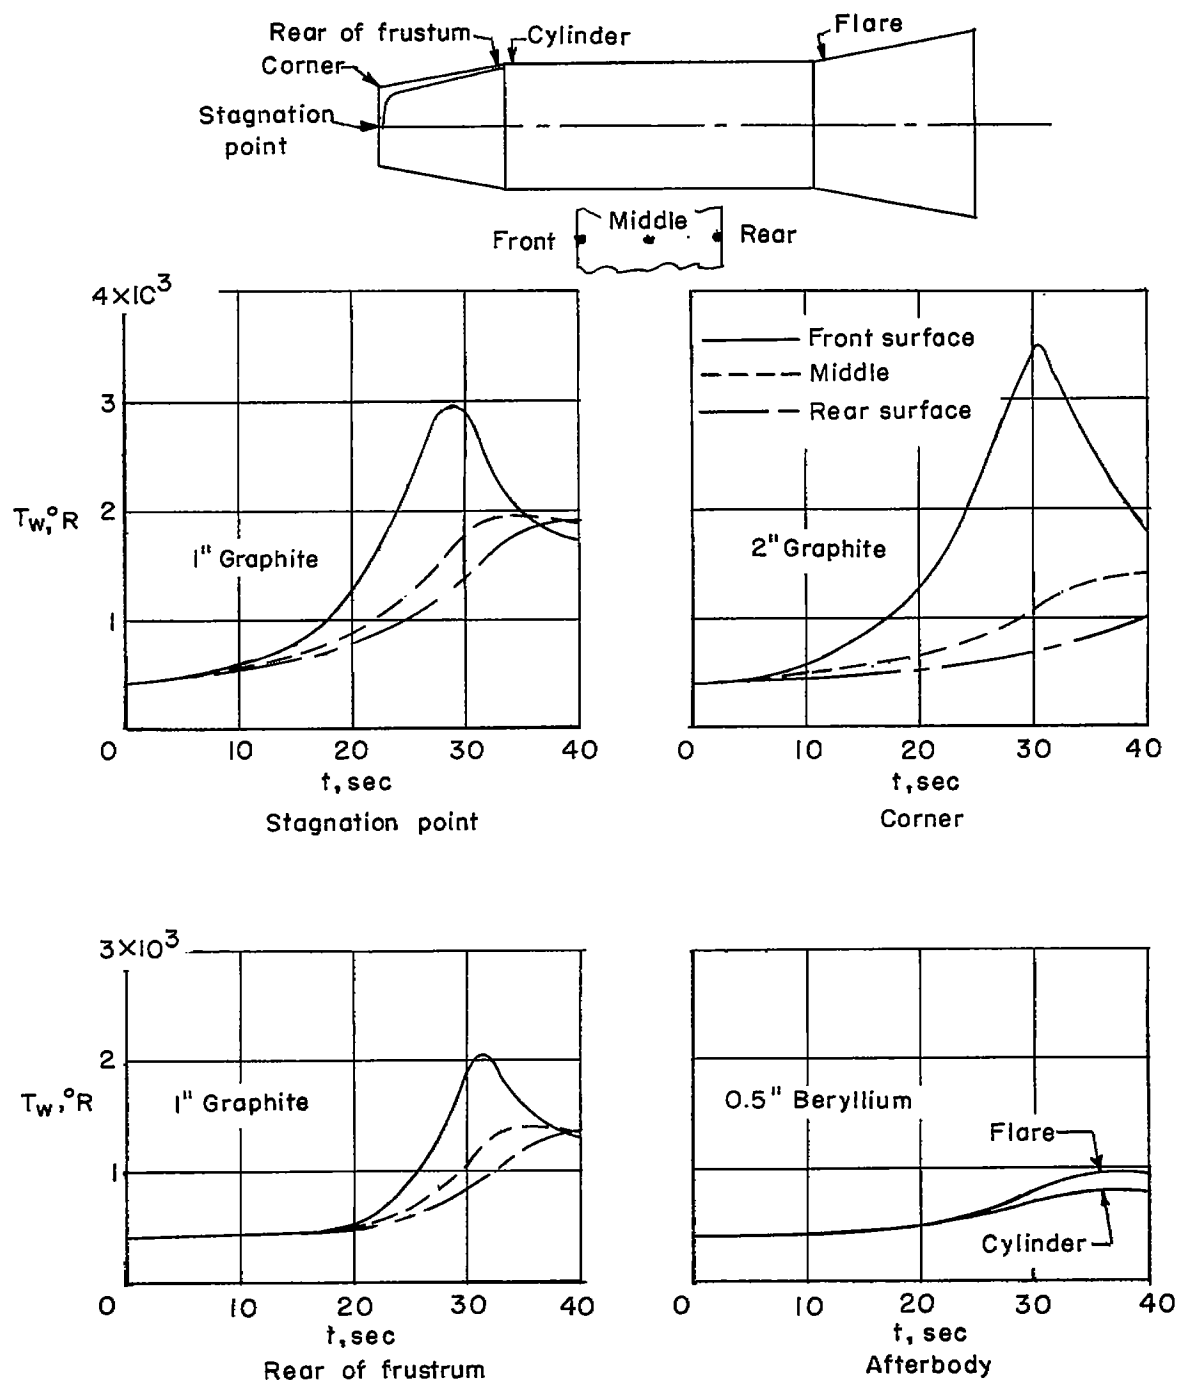 Rear of frustum
Cylinder
Flare
Corner
Stagnation
point
Front
Middle
Rear
4×10³
3
2
1
0
10
20
30
40
Tw,°R
1" Graphite
t,sec
Stagnation point
Front surface
Middle
Rear surface
2" Graphite
0
10
20
30
40
t,sec
Corner
3×10³
2
1
0
10
20
30
40
Tw,°R
1" Graphite
t,sec
Rear of frustrum
0.5" Beryllium
Flare
Cylinder
0
10
20
30
40
t, sec
Afterbody